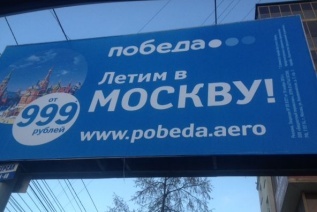 победа
Летим в
МОСКВУ!
от
999
рублей
www.pobeda.aero